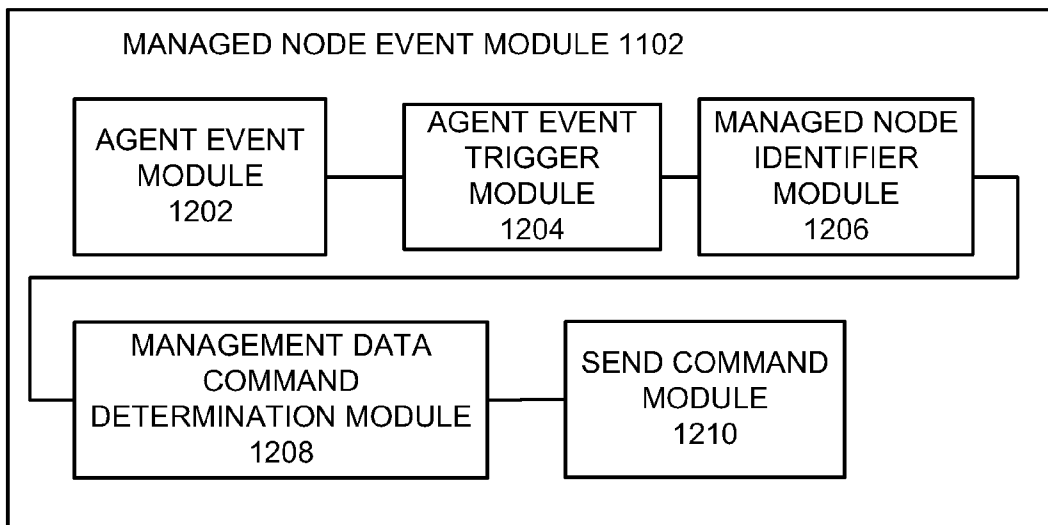 MANAGED NODE EVENT MODULE 1102
AGENT EVENT
MODULE
1202
AGENT EVENT
TRIGGER
MODULE
1204
MANAGED NODE
IDENTIFIER
MODULE
1206
MANAGEMENT DATA
COMMAND
DETERMINATION MODULE
1208
SEND COMMAND
MODULE
1210